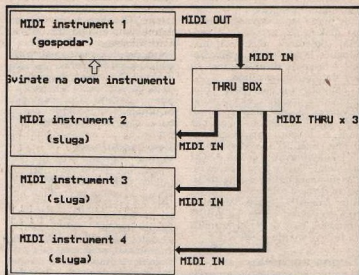 MIDI instrument 1
(gospodar)
MIDI OUT
MIDI IN
Svirate na ovom instrumentu
THRU BOX
MIDI THRU x 3
MIDI instrument 2
(sluga)
MIDI IN
MIDI instrument 3
(sluga)
MIDI IN
MIDI instrument 4
(sluga)
MIDI IN